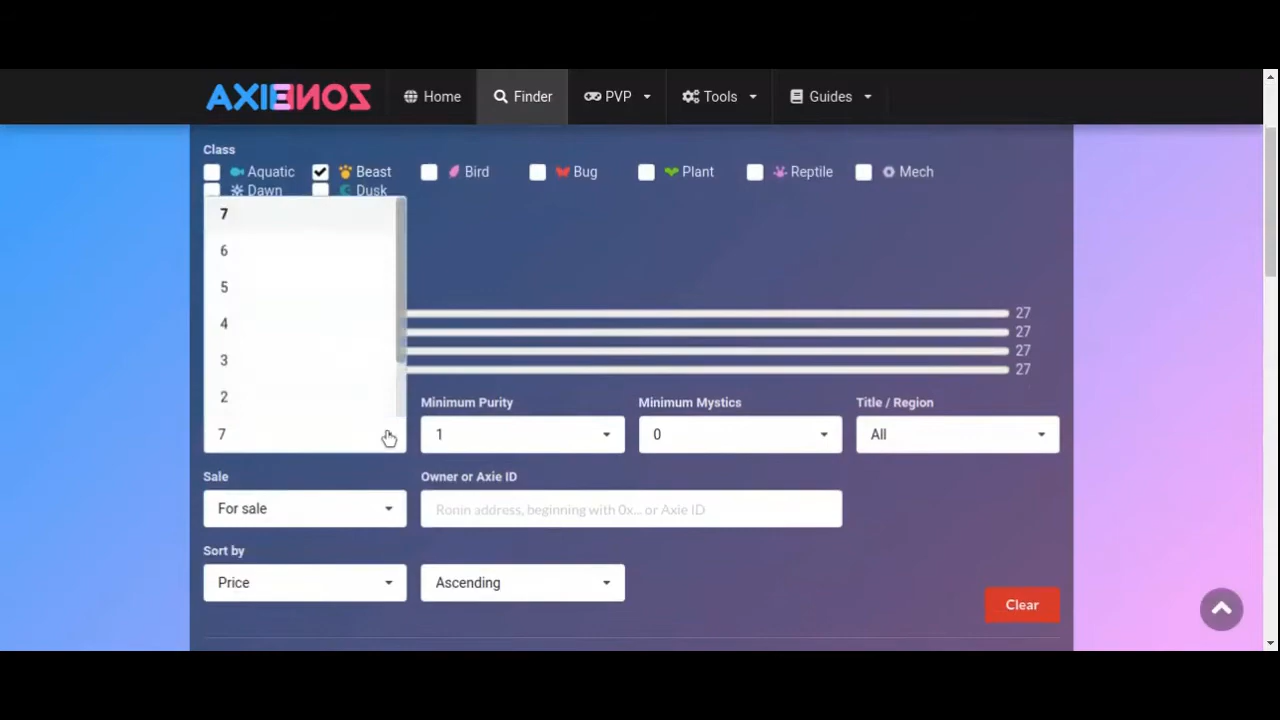 AXIE ZONE
Home
Finder
PVP
Tools
Guides
Class
Aquatic
Beast
Bird
Bug
Plant
Reptile
Mech
Dawn
Dusk
7
6
5
4
3
2
7
27
27
27
27
Minimum Purity
Minimum Mystics
Title / Region
1
0
All
Sale
Owner or Axie ID
For sale
Ronin address, beginning with 0x... or Axie ID
Sort by
Price
Ascending
Clear